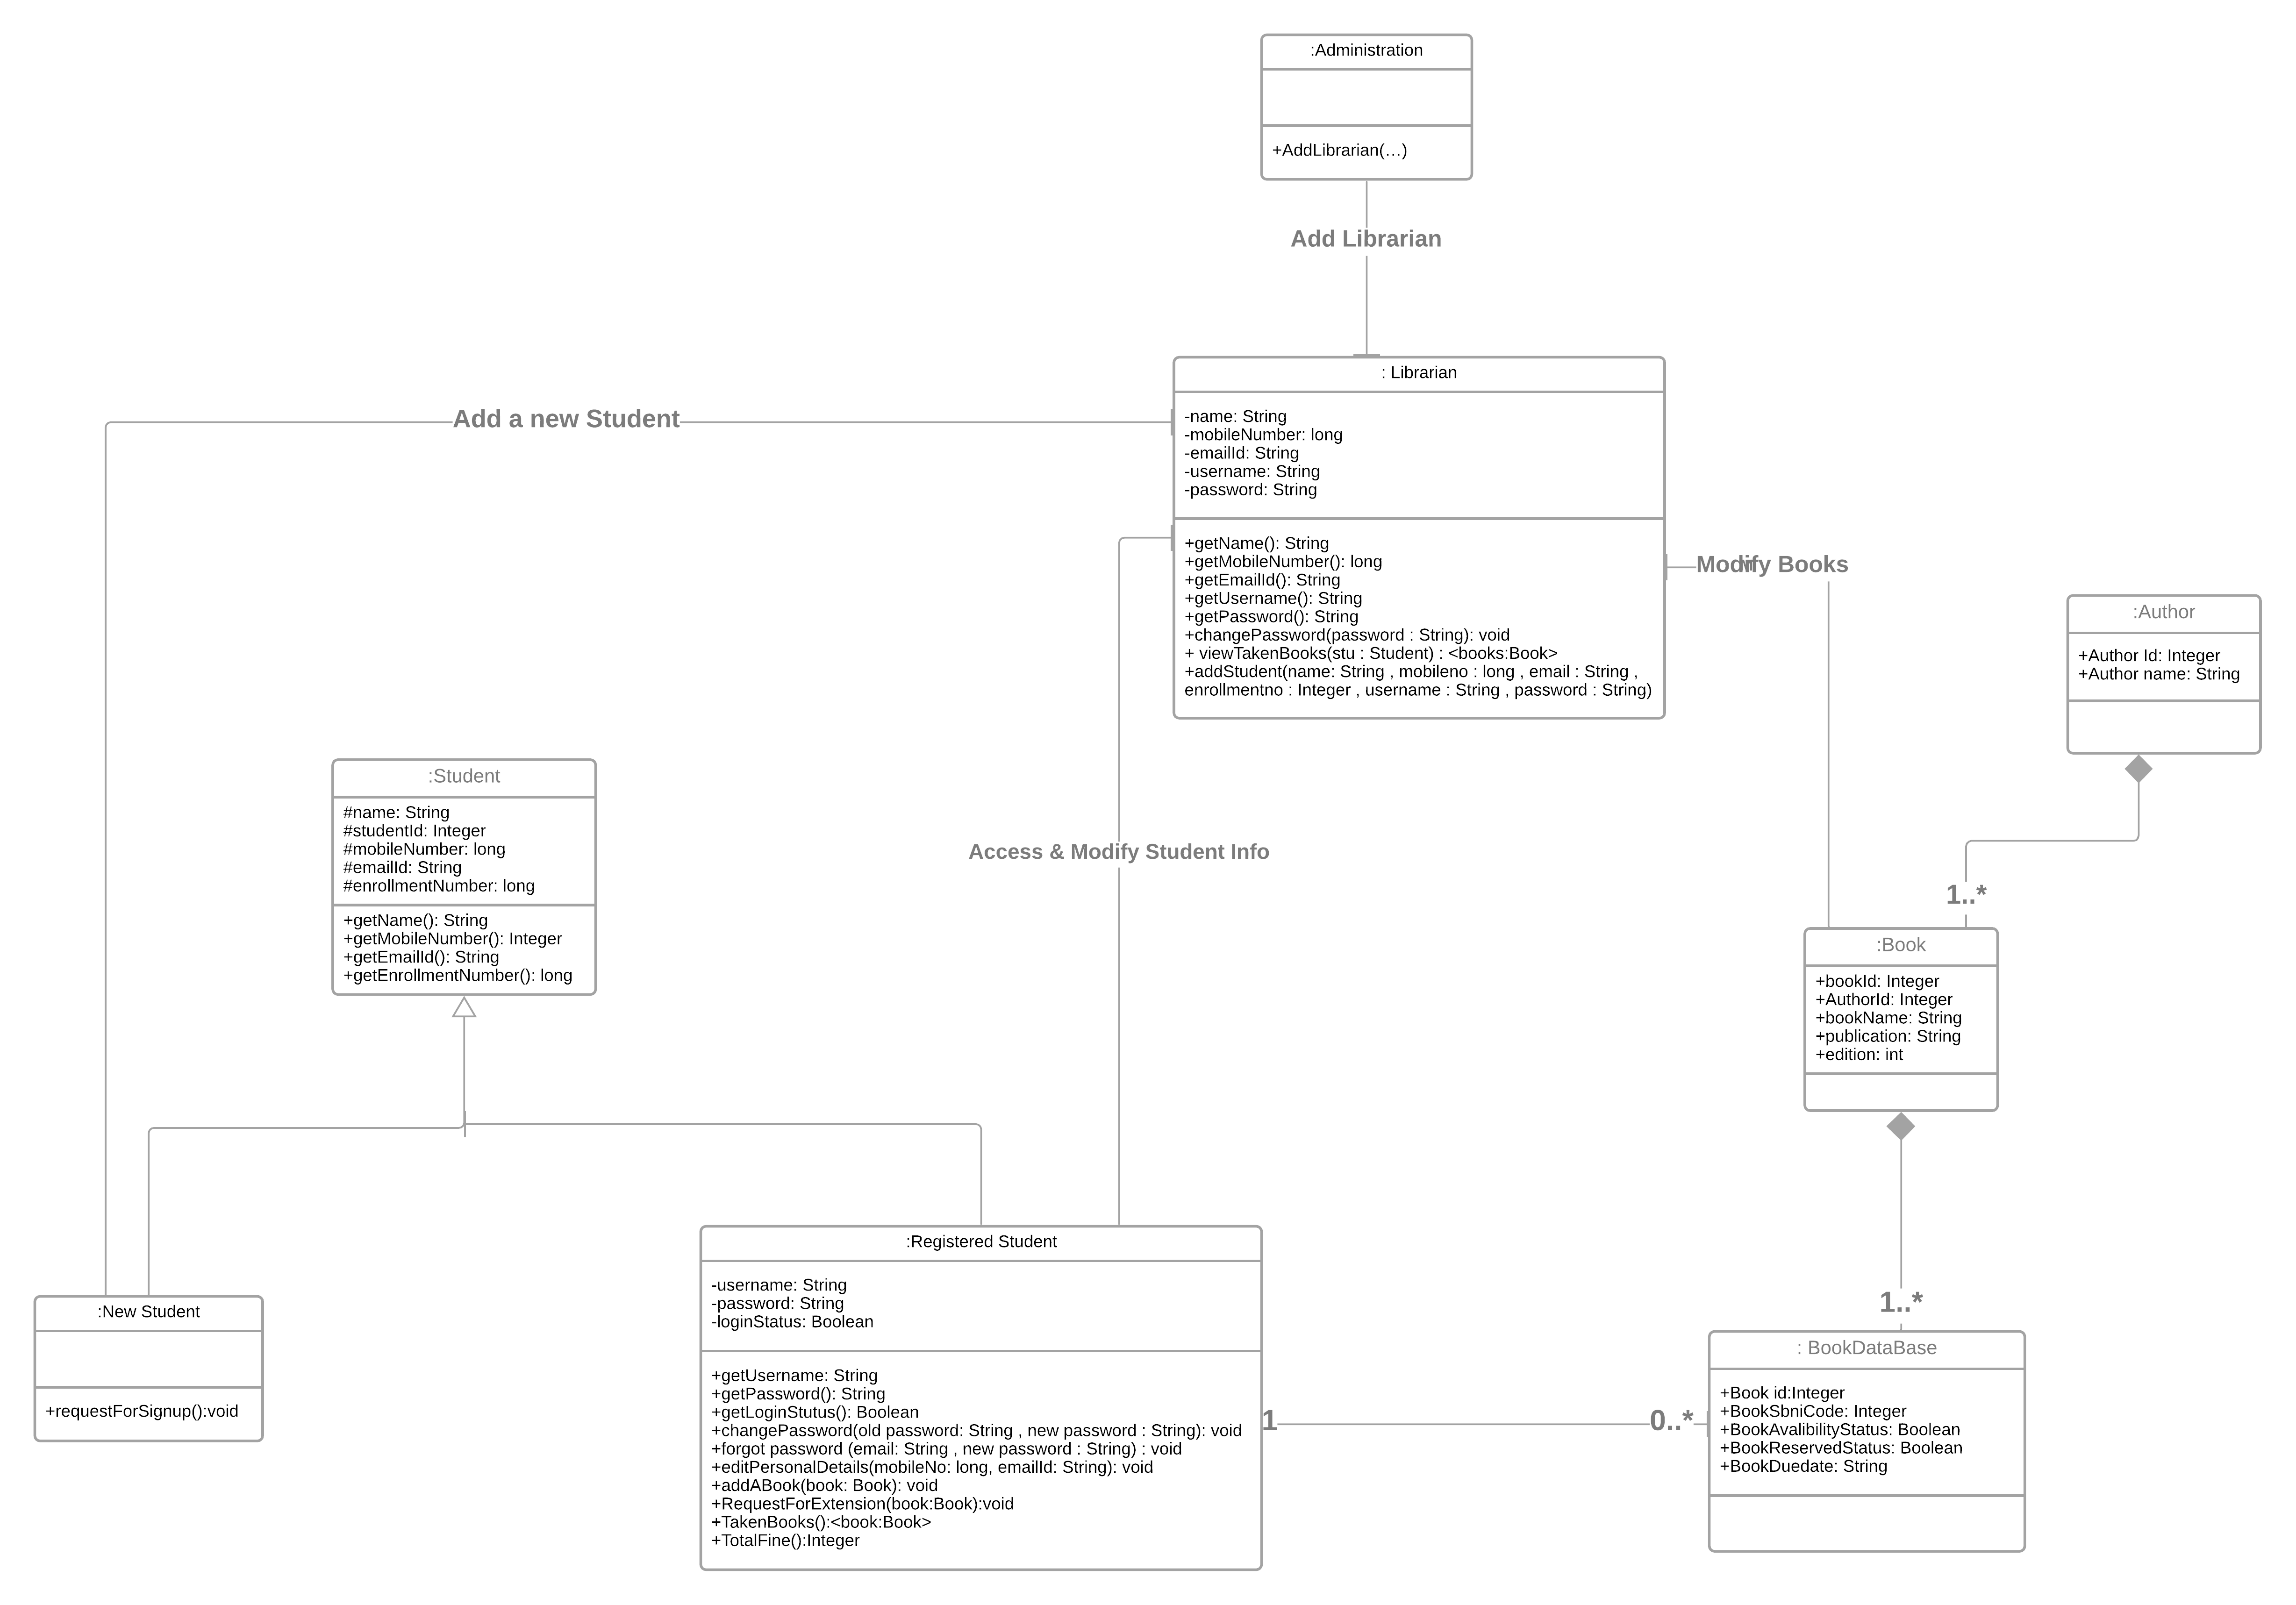 :Administration
+AddLibrarian(…)
Add Librarian
: Librarian
-name: String
-mobileNumber: long
-emailId: String
-username: String
-password: String
+getName(): String
+getMobileNumber(): long
+getEmailId(): String
+getUsername(): String
+getPassword(): String
+changePassword(password : String): void
+ viewTakenBooks(stu : Student) : <books:Book>
+addStudent(name: String , mobileno : long , email : String ,
enrollmentno : Integer , username : String , password : String)
Add a new Student
Modify Books
:Author
+Author Id: Integer
+Author name: String
:Student
#name: String
#studentId: Integer
#mobileNumber: long
#emailId: String
#enrollmentNumber: long
+getName(): String
+getMobileNumber(): Integer
+getEmailId(): String
+getEnrollmentNumber(): long
Access & Modify Student Info
1..*
:Book
+bookId: Integer
+AuthorId: Integer
+bookName: String
+publication: String
+edition: int
1..*
:New Student
+requestForSignup():void
:Registered Student
-username: String
-password: String
-loginStatus: Boolean
+getUsername: String
+getPassword(): String
+getLoginStutus(): Boolean
+changePassword(old password: String , new password : String): void
+forgot password (email: String , new password : String) : void
+editPersonalDetails(mobileNo: long, emailId: String): void
+addABook(book: Book): void
+RequestForExtension(book:Book):void
+TakenBooks():<book:Book>
+TotalFine():Integer
1
0..*
: BookDataBase
+Book id:Integer
+BookSbniCode: Integer
+BookAvalibilityStatus: Boolean
+BookReservedStatus: Boolean
+BookDuedate: String